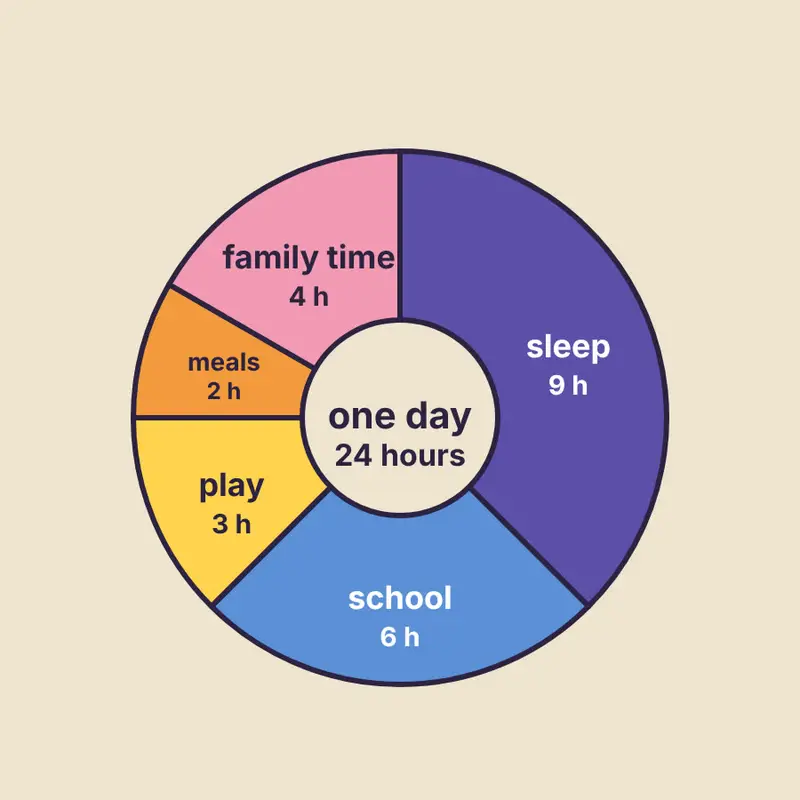 family time
4 h
sleep
9 h
meals
2 h
one day
24 hours
play
3 h
school
6 h